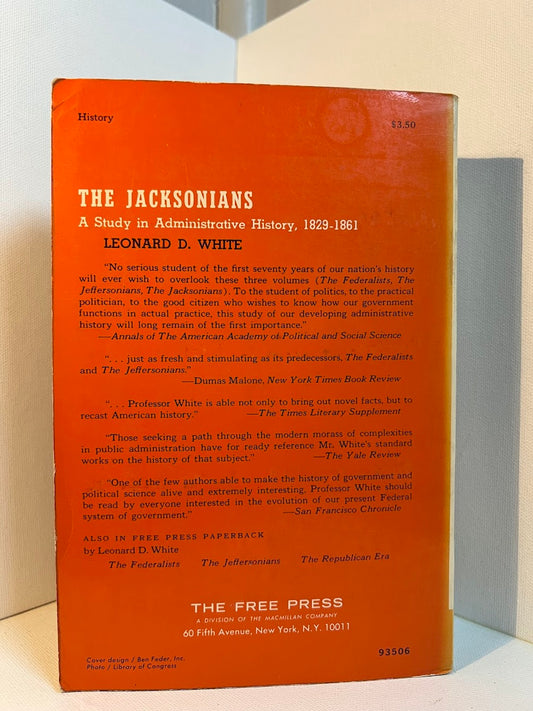 History
$3.50
THE JACKSONIANS
A Study in Administrative History, 1829-1861
LEONARD D. WHITE
"No serious student of the first seventy years of our nation's history
will ever wish to overlook these three volumes (The Federalists, The
Jeffersonians, The Jacksonians). To the student of politics, to the practical
politician, to the good citizen who wishes to know how our government
functions in actual practice, this study of our developing administrative
history will long remain of the first importance."
—Annals of The American Academy of Political and Social Science
". . . just as fresh and stimulating as its predecessors, The Federalists
and The Jeffersonians."
—Dumas Malone, New York Times Book Review
". . . Professor White is able not only to bring out novel facts, but to
recast American history." —The Times Literary Supplement
"Those seeking a path through the modern morass of complexities
in public administration have for ready reference Mr. White's standard
works on the history of that subject." —The Yale Review
"One of the few authors able to make the history of government and
political science alive and extremely interesting. Professor White should
be read by everyone interested in the evolution of our present Federal
system of government." —San Francisco Chronicle
ALSO IN FREE PRESS PAPERBACK
by Leonard D. White
The Federalists The Jeffersonians The Republican Era
THE FREE PRESS
A DIVISION OF THE MACMILLAN COMPANY
60 Fifth Avenue, New York, N.Y. 10011
Cover design / Ben Feder, Inc.
Photo / Library of Congress
93506